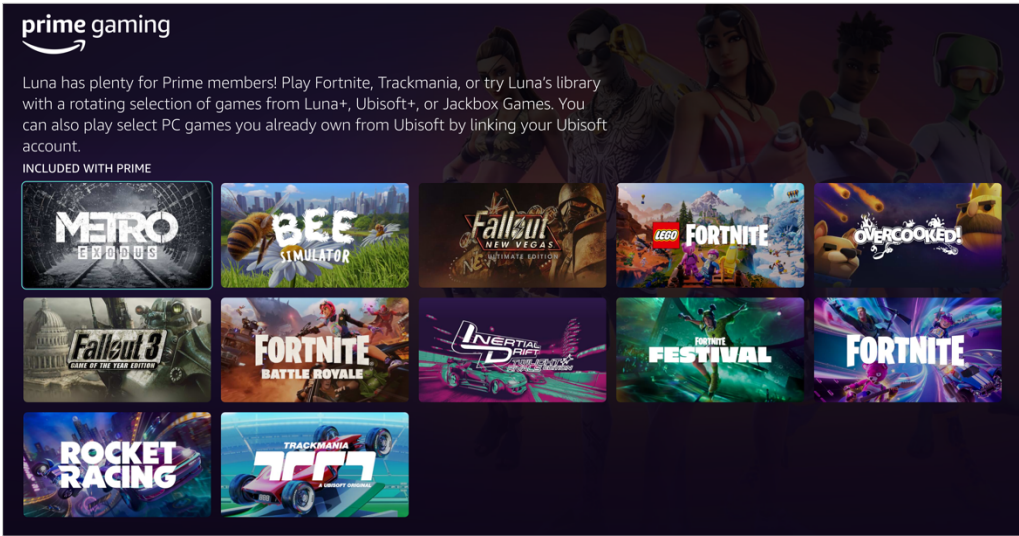 prime gaming
Luna has plenty for Prime members! Play Fortnite, Trackmania, or try Luna's library
with a rotating selection of games from Luna+, Ubisoft+, or Jackbox Games. You
can also play select PC games you already own from Ubisoft by linking your Ubisoft
account.
INCLUDED WITH PRIME
METRO
EXODUS
BEE
SIMULATOR
Fallout
NEW VEGAS
ULTIMATE EDITION
LEGO FORTNITE
OVERCOOKED!
Fallout 3
GAME OF THE YEAR EDITION
FORTNITE
BATTLE ROYALE
INERTIAL
DRIFT
TWILIGHT
RIVALS EDITION
FORTNITE
FESTIVAL
FORTNITE
ROCKET
RACING
TRACKMANIA
A UBISOFT ORIGINAL